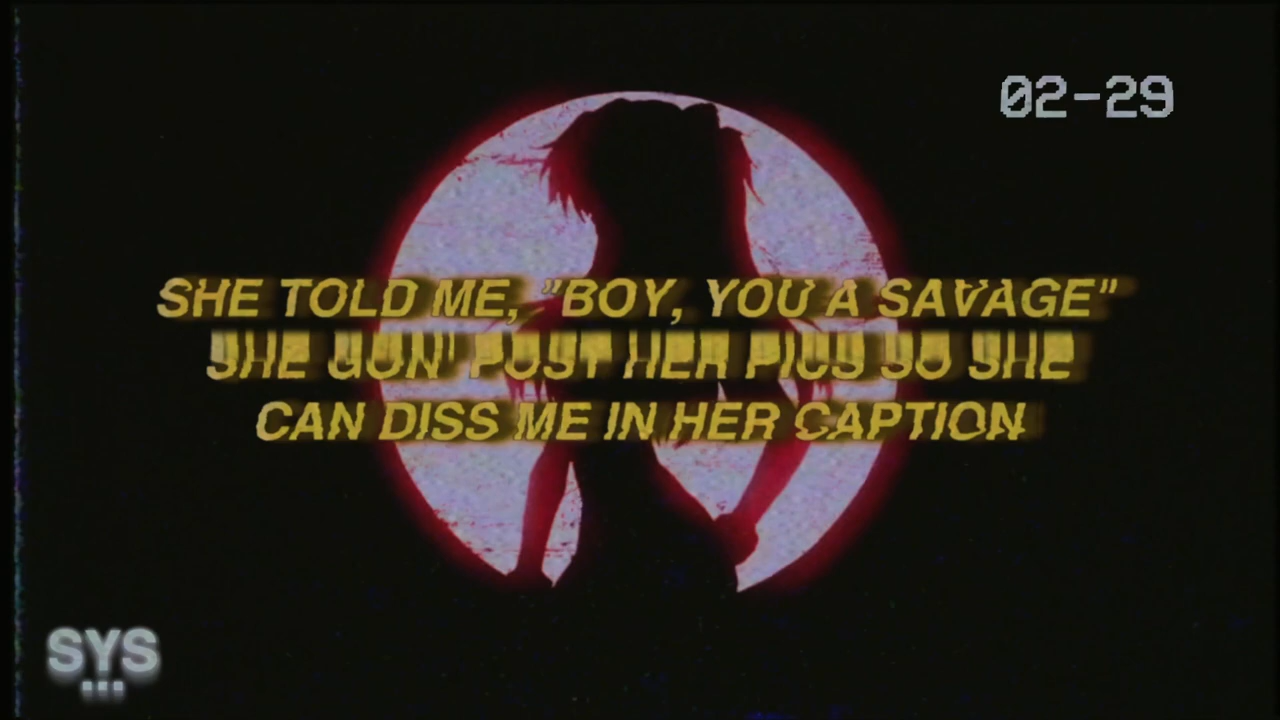 02-29
SHE TOLD ME, "BOY, YOU A SAVAGE"
SHE GON' POST HER PICS SO SHE
CAN DISS ME IN HER CAPTION
SYS